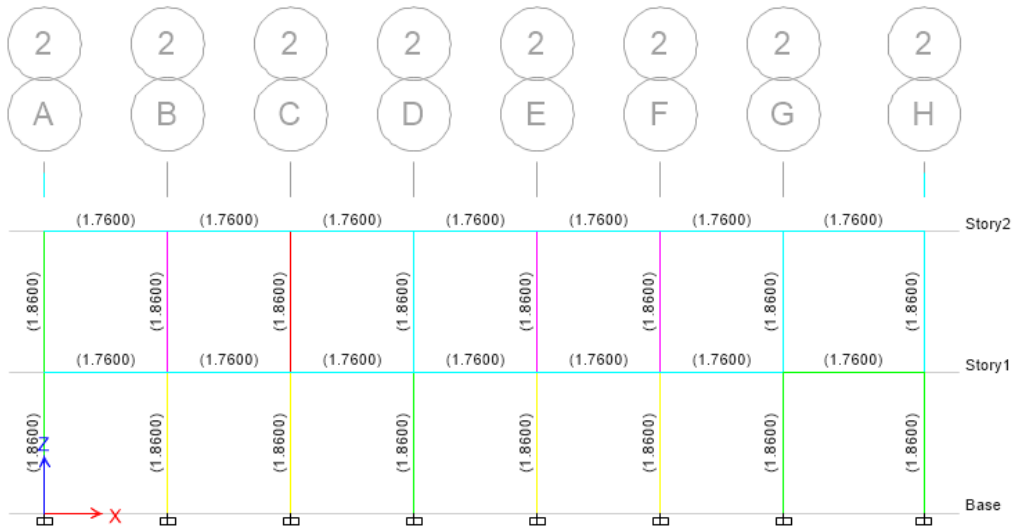 2 2 2 2 2 2 2 2
A B C D E F G H
(1.7600) (1.7600) (1.7600) (1.7600) (1.7600) (1.7600) (1.7600)
Story2
(1.8600) (1.8600) (1.8600) (1.8600) (1.8600) (1.8600) (1.8600) (1.8600)
(1.7600) (1.7600) (1.7600) (1.7600) (1.7600) (1.7600) (1.7600)
Story1
(1.8600) (1.8600) (1.8600) (1.8600) (1.8600) (1.8600) (1.8600) (1.8600)
Z
Base
X